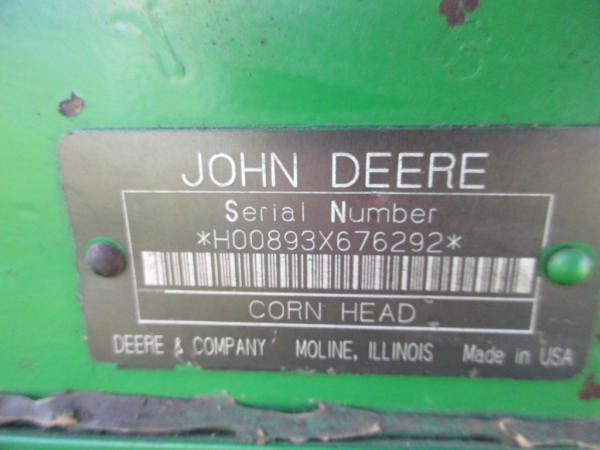 JOHN DEERE
Serial Number
*H00893X676292*
CORN HEAD
DEERE & COMPANY MOLINE, ILLINOIS Made in USA